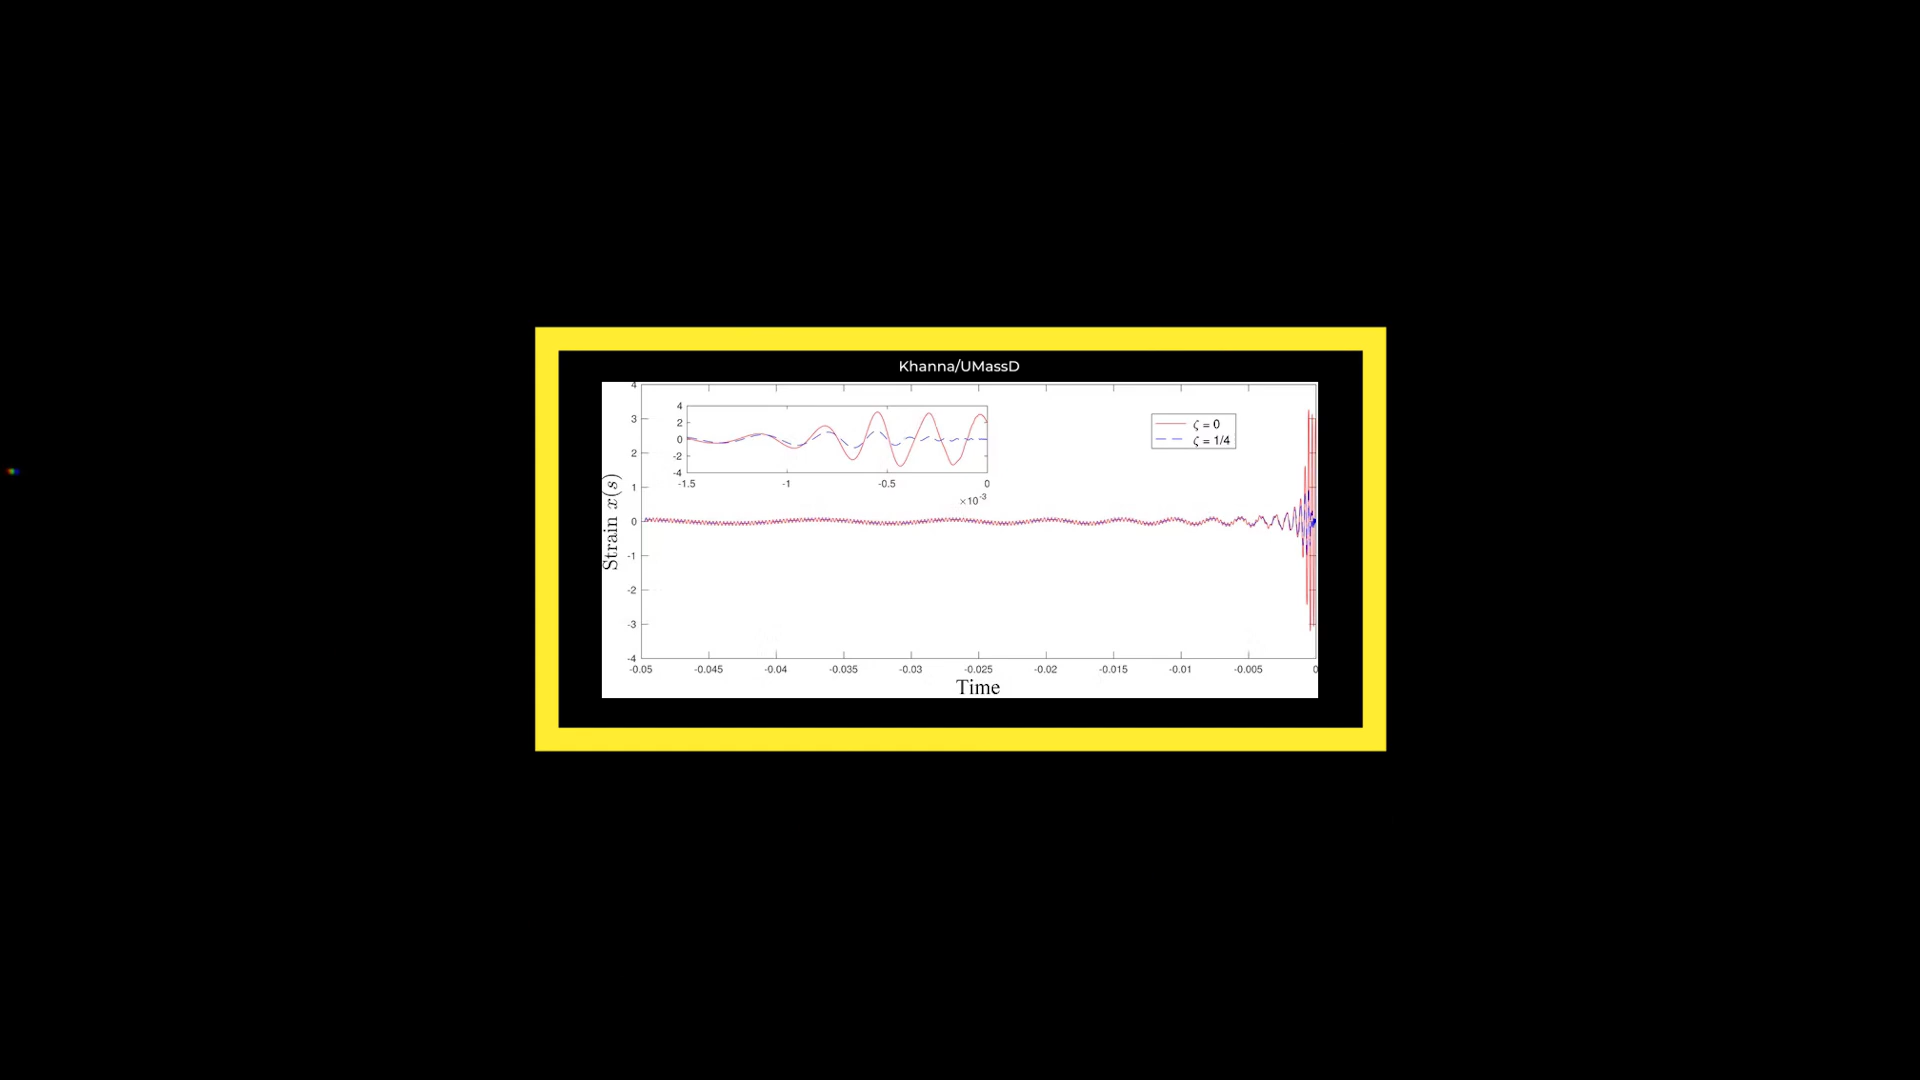 Khanna/UMassD
4
3
2
1
0
-1
-2
-3
-4
Strain x(s)
4
2
0
-2
-4
-1.5 -1 -0.5 0
×10-3
ζ = 0
ζ = 1/4
-0.05 -0.045 -0.04 -0.035 -0.03 -0.025 -0.02 -0.015 -0.01 -0.005 0
Time